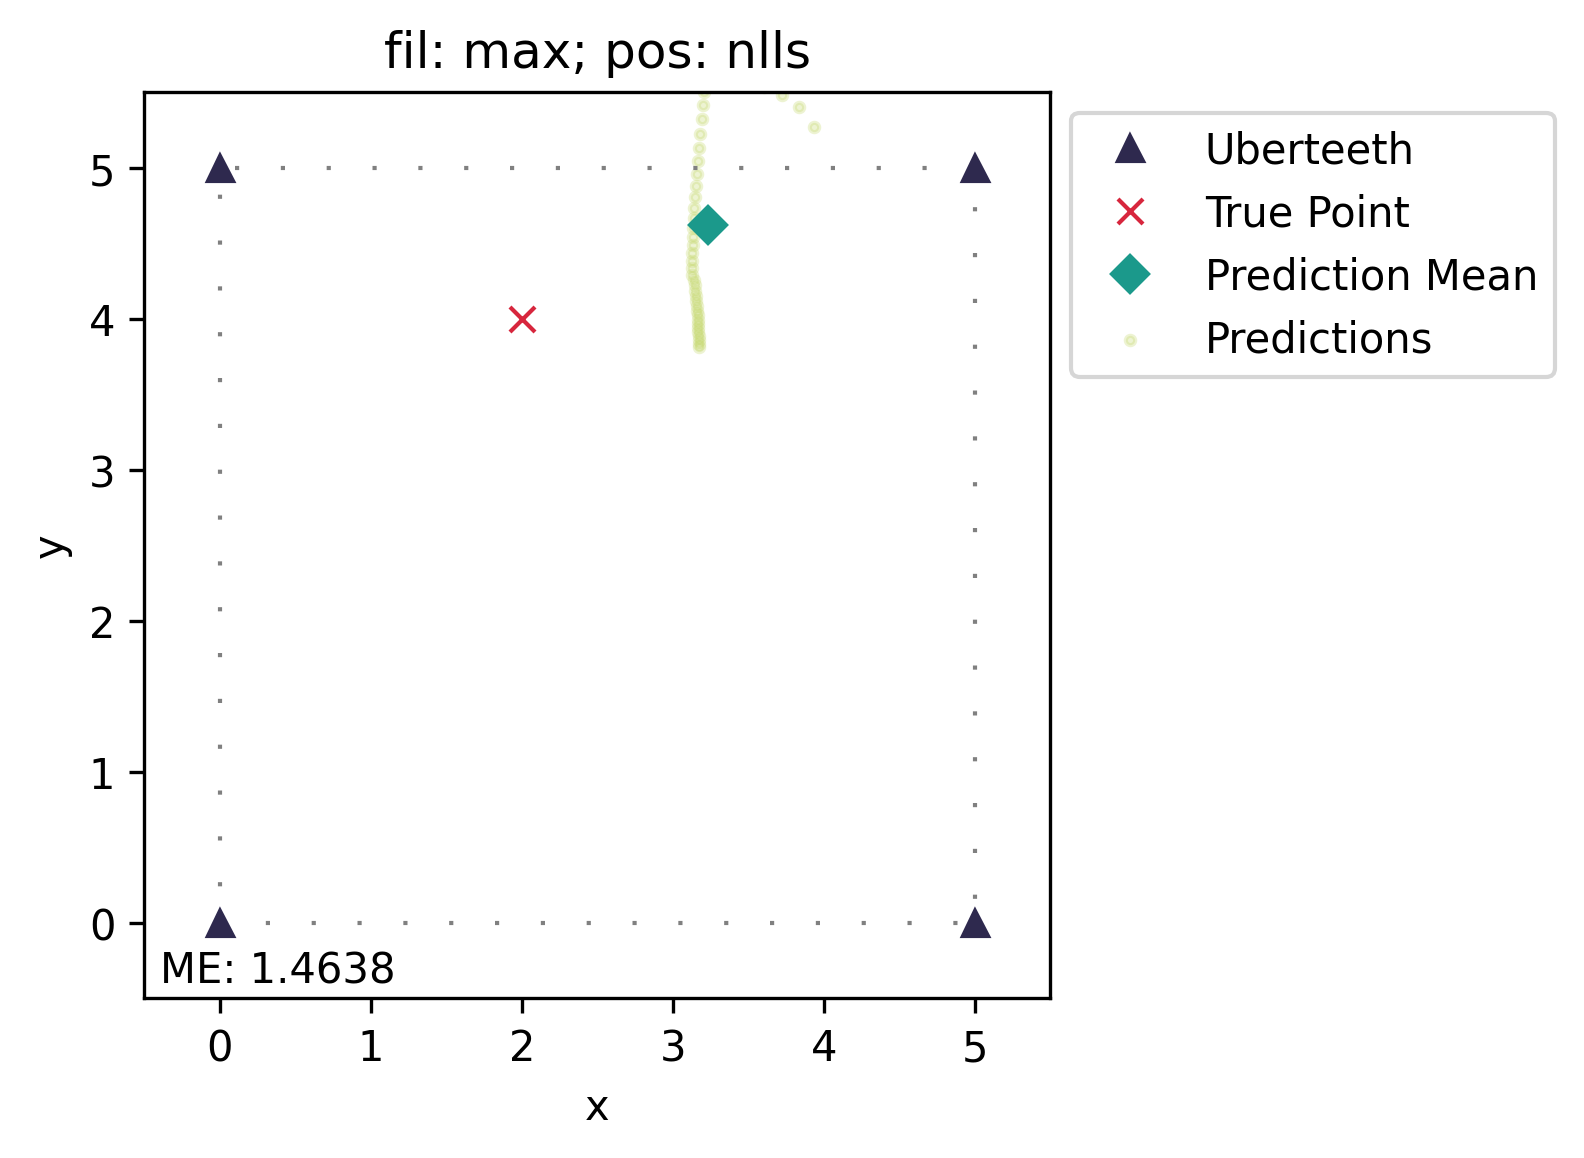 fil: max; pos: nlls
Uberteeth
True Point
Prediction Mean
Predictions
5
4
3
2
1
0
y
ME: 1.4638
0 1 2 3 4 5
x